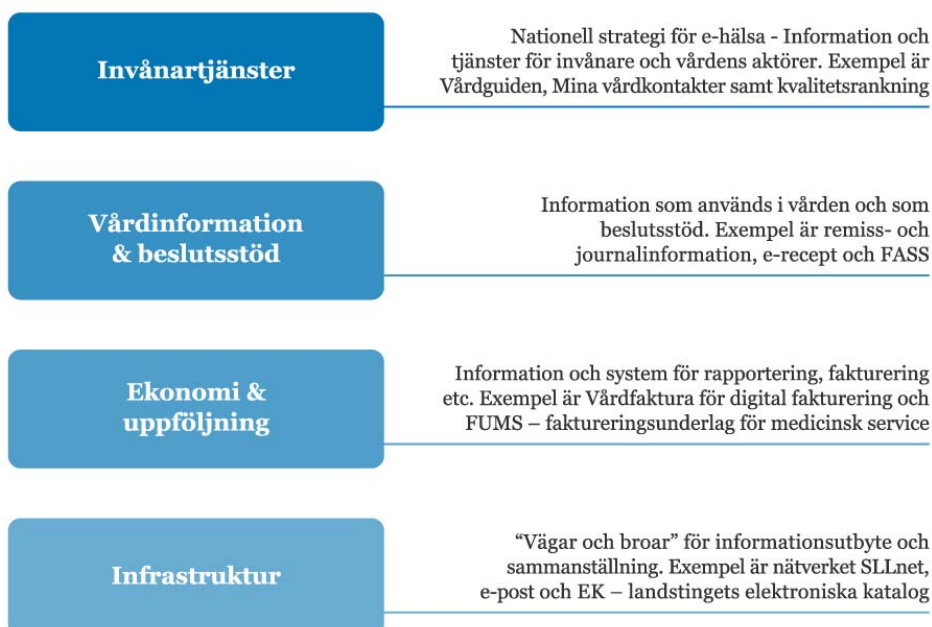 Invånartjänster
Nationell strategi för e-hälsa - Information och
tjänster för invånare och vårdens aktörer. Exempel är
Vårdguiden, Mina vårdkontakter samt kvalitetsrankning
Vårdinformation
& beslutsstöd
Information som används i vården och som
beslutsstöd. Exempel är remiss- och
journalinformation, e-recept och FASS
Ekonomi &
uppföljning
Information och system för rapportering, fakturering
etc. Exempel är Vårdfaktura för digital fakturering och
FUMS – faktureringsunderlag för medicinsk service
Infrastruktur
“Vägar och broar” för informationsutbyte och
sammanställning. Exempel är nätverket SLLnet,
e-post och EK – landstingets elektroniska katalog